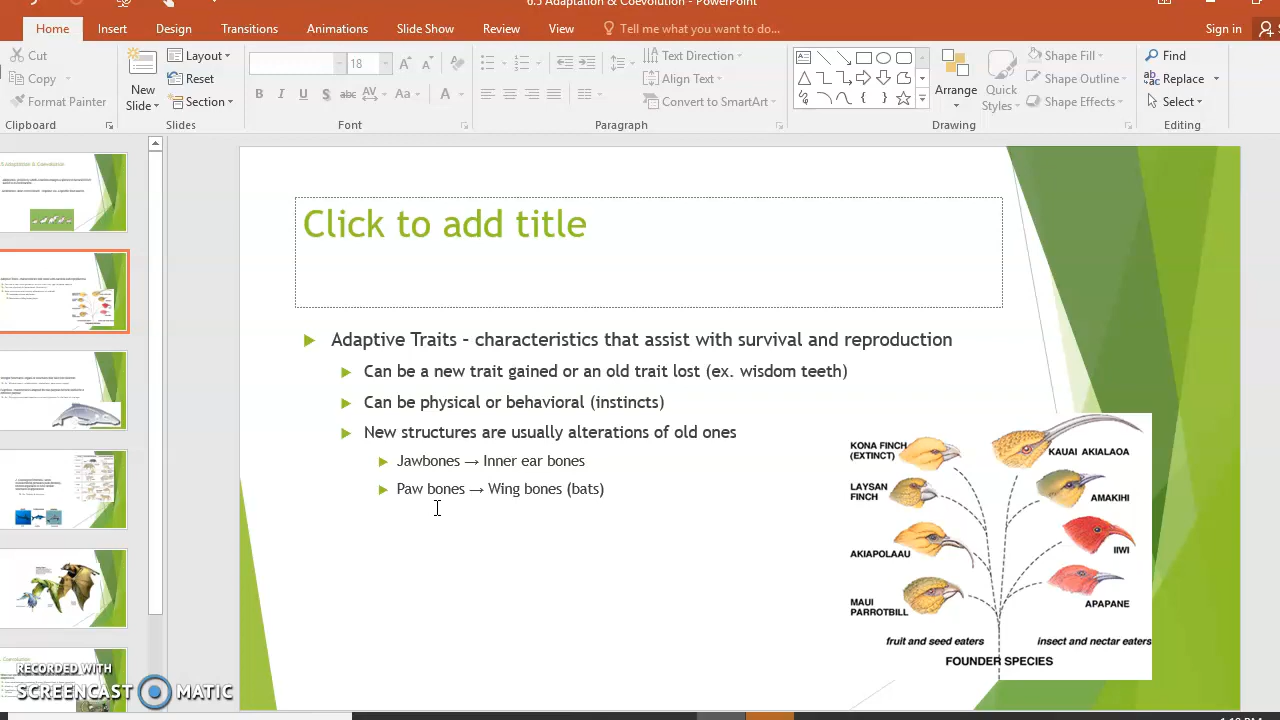 6.5 Adaptation & Coevolution - PowerPoint
Home Insert Design Transitions Animations Slide Show Review View Tell me what you want to do... Sign in
Cut
Copy
Format Painter
Clipboard
New
Slide
Layout
Reset
Section
Slides
18
B I U S abc AV Aa A
Font
Text Direction
Align Text
Convert to SmartArt
Paragraph
Arrange
Quick
Styles
Shape Fill
Shape Outline
Shape Effects
Drawing
Find
Replace
Select
Editing
Click to add title
Adaptive Traits – characteristics that assist with survival and reproduction
Can be a new trait gained or an old trait lost (ex. wisdom teeth)
Can be physical or behavioral (instincts)
New structures are usually alterations of old ones
Jawbones → Inner ear bones
Paw bones → Wing bones (bats)
KONA FINCH
(EXTINCT)
KAUAI AKIALAOA
LAYSAN
FINCH
AMAKIHI
AKIAPOLAAU
IIWI
MAUI
PARROTBILL
APAPANE
fruit and seed eaters
insect and nectar eaters
FOUNDER SPECIES
RECORDED WITH
SCREENCAST MATIC